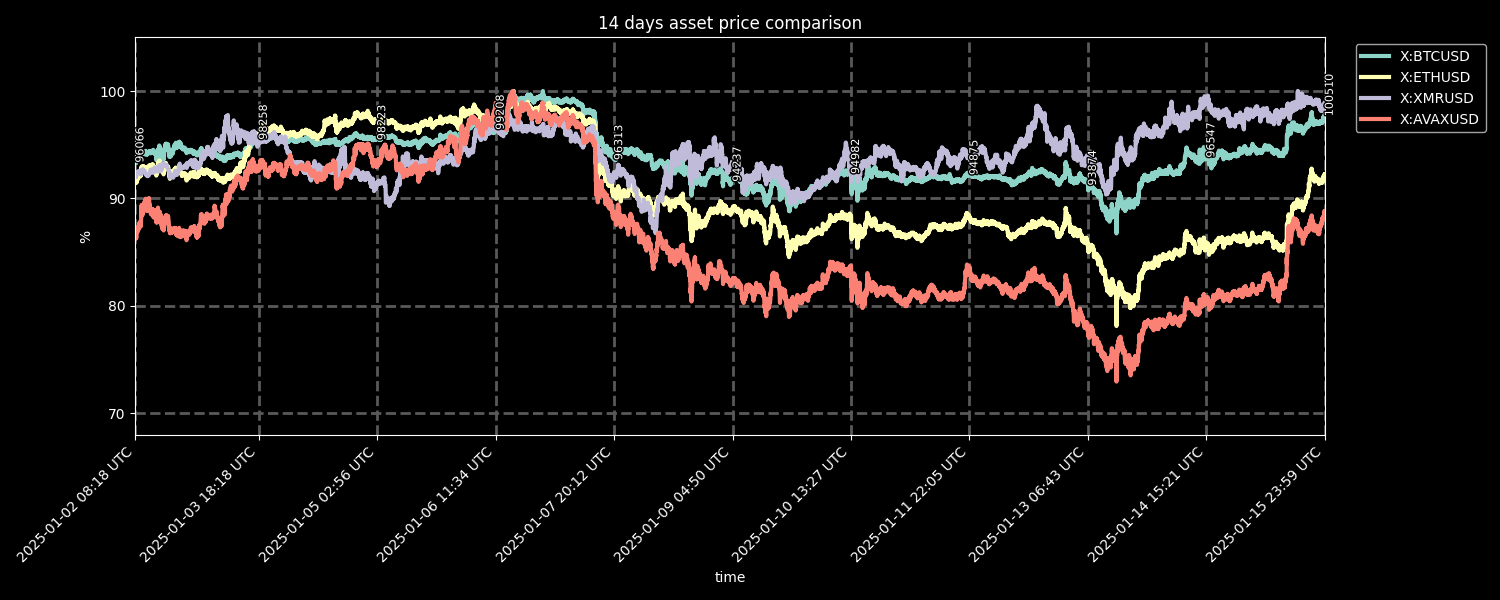 14 days asset price comparison
X:BTCUSD
X:ETHUSD
X:XMRUSD
X:AVAXUSD
%
100
90
80
70
96066
98258
98223
99208
96313
94237
94982
94875
93874
96547
100510
2025-01-02 08:18 UTC
2025-01-03 18:18 UTC
2025-01-05 02:56 UTC
2025-01-06 11:34 UTC
2025-01-07 20:12 UTC
2025-01-09 04:50 UTC
2025-01-10 13:27 UTC
2025-01-11 22:05 UTC
2025-01-13 06:43 UTC
2025-01-14 15:21 UTC
2025-01-15 23:59 UTC
time